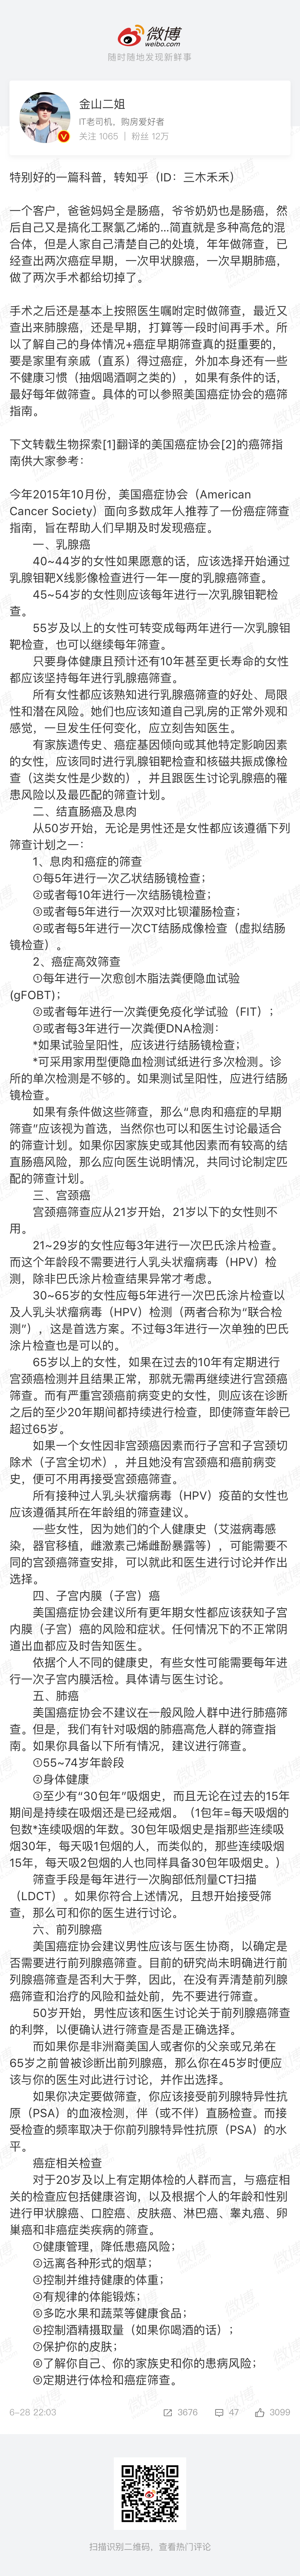 微博
weibo.com
随时随地发现新鲜事
金山二姐
IT老司机，购房爱好者
关注 1065 | 粉丝 12万
特别好的一篇科普，转知乎（ID：三木禾禾）
一个客户，爸爸妈妈全是肠癌，爷爷奶奶也是肠癌，然
后自己又是搞化工聚氯乙烯的...简直就是多种高危的混
合体，但是人家自己清楚自己的处境，年年做筛查，已
经查出两次癌症早期，一次甲状腺癌，一次早期肺癌，
做了两次手术都给切掉了。
手术之后还是基本上按照医生嘱咐定时做筛查，最近又
查出来肺腺癌，还是早期，打算等一段时间再手术。所
以了解自己的身体情况+癌症早期筛查真的挺重要的，
要是家里有亲戚（直系）得过癌症，外加本身还有一些
不健康习惯（抽烟喝酒啊之类的），如果有条件的话，
最好每年做筛查。具体的可以参照美国癌症协会的癌筛
指南。
下文转载生物探索[1]翻译的美国癌症协会[2]的癌筛指
南供大家参考：
今年2015年10月份，美国癌症协会（American
Cancer Society）面向多数成年人推荐了一份癌症筛查
指南，旨在帮助人们早期及时发现癌症。
一、乳腺癌
40~44岁的女性如果愿意的话，应该选择开始通过
乳腺钼靶X线影像检查进行一年一度的乳腺癌筛查。
45~54岁的女性则应该每年进行一次乳腺钼靶检
查。
55岁及以上的女性可转变成每两年进行一次乳腺钼
靶检查，也可以继续每年筛查。
只要身体健康且预计还有10年甚至更长寿命的女性
都应该坚持每年进行乳腺癌筛查。
所有女性都应该熟知进行乳腺癌筛查的好处、局限
性和潜在风险。她们也应该知道自己乳房的正常外观和
感觉，一旦发生任何变化，应立刻告知医生。
有家族遗传史、癌症基因倾向或其他特定影响因素
的女性，应该同时进行乳腺钼靶检查和核磁共振成像检
查（这类女性是少数的），并且跟医生讨论乳腺癌的罹
患风险以及最匹配的筛查计划。
二、结直肠癌及息肉
从50岁开始，无论是男性还是女性都应该遵循下列
筛查计划之一：
1、息肉和癌症的筛查
①每5年进行一次乙状结肠镜检查；
②或者每10年进行一次结肠镜检查；
③或者每5年进行一次双对比钡灌肠检查；
④或者每5年进行一次CT结肠成像检查（虚拟结肠
镜检查）。
2、癌症高效筛查
①每年进行一次愈创木脂法粪便隐血试验
(gFOBT)；
②或者每年进行一次粪便免疫化学试验（FIT）；
③或者每3年进行一次粪便DNA检测：
*如果试验呈阳性，应该进行结肠镜检查；
*可采用家用型便隐血检测试纸进行多次检测。诊
所的单次检测是不够的。如果测试呈阳性，应进行结肠
镜检查。
如果有条件做这些筛查，那么“息肉和癌症的早期
筛查”应该视为首选，当然你也可以和医生讨论最适合
的筛查计划。如果你因家族史或其他因素而有较高的结
直肠癌风险，那么应向医生说明情况，共同讨论制定匹
配的筛查计划。
三、宫颈癌
宫颈癌筛查应从21岁开始，21岁以下的女性则不
用。
21~29岁的女性应每3年进行一次巴氏涂片检查。
而这个年龄段不需要进行人乳头状瘤病毒（HPV）检
测，除非巴氏涂片检查结果异常才考虑。
30~65岁的女性应每5年进行一次巴氏涂片检查以
及人乳头状瘤病毒（HPV）检测（两者合称为“联合检
测”），这是首选方案。不过每3年进行一次单独的巴氏
涂片检查也是可以的。
65岁以上的女性，如果在过去的10年有定期进行
宫颈癌检测并且结果正常，那就无需再继续进行宫颈癌
筛查。而有严重宫颈癌前病变史的女性，则应该在诊断
之后的至少20年期间都持续进行检查，即使筛查年龄已
超过65岁。
如果一个女性因非宫颈癌因素而行子宫和子宫颈切
除术（子宫全切术），并且她没有宫颈癌和癌前病变
史，便可不用再接受宫颈癌筛查。
所有接种过人乳头状瘤病毒（HPV）疫苗的女性也
应该遵循其所在年龄组的筛查建议。
一些女性，因为她们的个人健康史（艾滋病毒感
染，器官移植，雌激素己烯雌酚暴露等），可能需要不
同的宫颈癌筛查安排，可以就此和医生进行讨论并作出
选择。
四、子宫内膜（子宫）癌
美国癌症协会建议所有更年期女性都应该获知子宫
内膜（子宫）癌的风险和症状。任何情况下的不正常阴
道出血都应及时告知医生。
依据个人不同的健康史，有些女性可能需要每年进
行一次子宫内膜活检。具体请与医生讨论。
五、肺癌
美国癌症协会不建议在一般风险人群中进行肺癌筛
查。但是，我们有针对吸烟的肺癌高危人群的筛查指
南。如果你具备以下所有情况，建议进行筛查。
①55~74岁年龄段
②身体健康
③至少有“30包年”吸烟史，而且无论在过去的15年
期间是持续在吸烟还是已经戒烟。（1包年=每天吸烟的
包数*连续吸烟的年数。30包年吸烟史是指那些连续吸
烟30年，每天吸1包烟的人，而类似的，那些连续吸烟
15年，每天吸2包烟的人也同样具备30包年吸烟史。）
筛查手段是每年进行一次胸部低剂量CT扫描
（LDCT）。如果你符合上述情况，且想开始接受筛
查，那么可和你的医生进行讨论。
六、前列腺癌
美国癌症协会建议男性应该与医生协商，以确定是
否需要进行前列腺癌筛查。目前的研究尚未明确进行前
列腺癌筛查是否利大于弊，因此，在没有弄清楚前列腺
癌筛查和治疗的风险和益处前，先不要进行筛查。
50岁开始，男性应该和医生讨论关于前列腺癌筛查
的利弊，以便确认进行筛查是否是正确选择。
而如果你是非洲裔美国人或者你的父亲或兄弟在
65岁之前曾被诊断出前列腺癌，那么你在45岁时便应
该与你的医生对此进行讨论，并作出选择。
如果你决定要做筛查，你应该接受前列腺特异性抗
原（PSA）的血液检测，伴（或不伴）直肠检查。而接
受检查的频率取决于你前列腺特异性抗原（PSA）的水
平。
癌症相关检查
对于20岁及以上有定期体检的人群而言，与癌症相
关的检查应包括健康咨询，以及根据个人的年龄和性别
进行甲状腺癌、口腔癌、皮肤癌、淋巴癌、睾丸癌、卵
巢癌和非癌症类疾病的筛查。
①健康管理，降低患癌风险；
②远离各种形式的烟草；
③控制并维持健康的体重；
④有规律的体能锻炼；
⑤多吃水果和蔬菜等健康食品；
⑥控制酒精摄取量（如果你喝酒的话）；
⑦保护你的皮肤；
⑧了解你自己、你的家族史和你的患病风险；
⑨定期进行体检和癌症筛查。
6-28 22:03 3676 47 3099
扫描识别二维码，查看热门评论